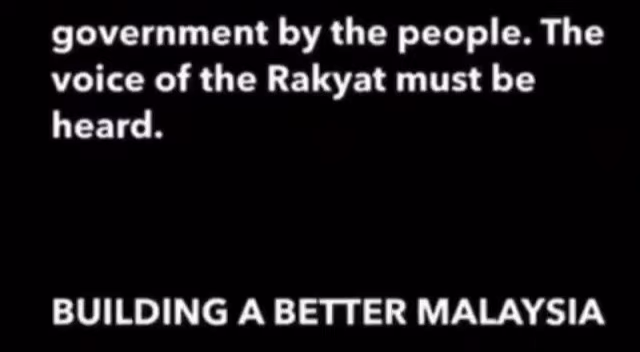 government by the people. The
voice of the Rakyat must be
heard.
BUILDING A BETTER MALAYSIA